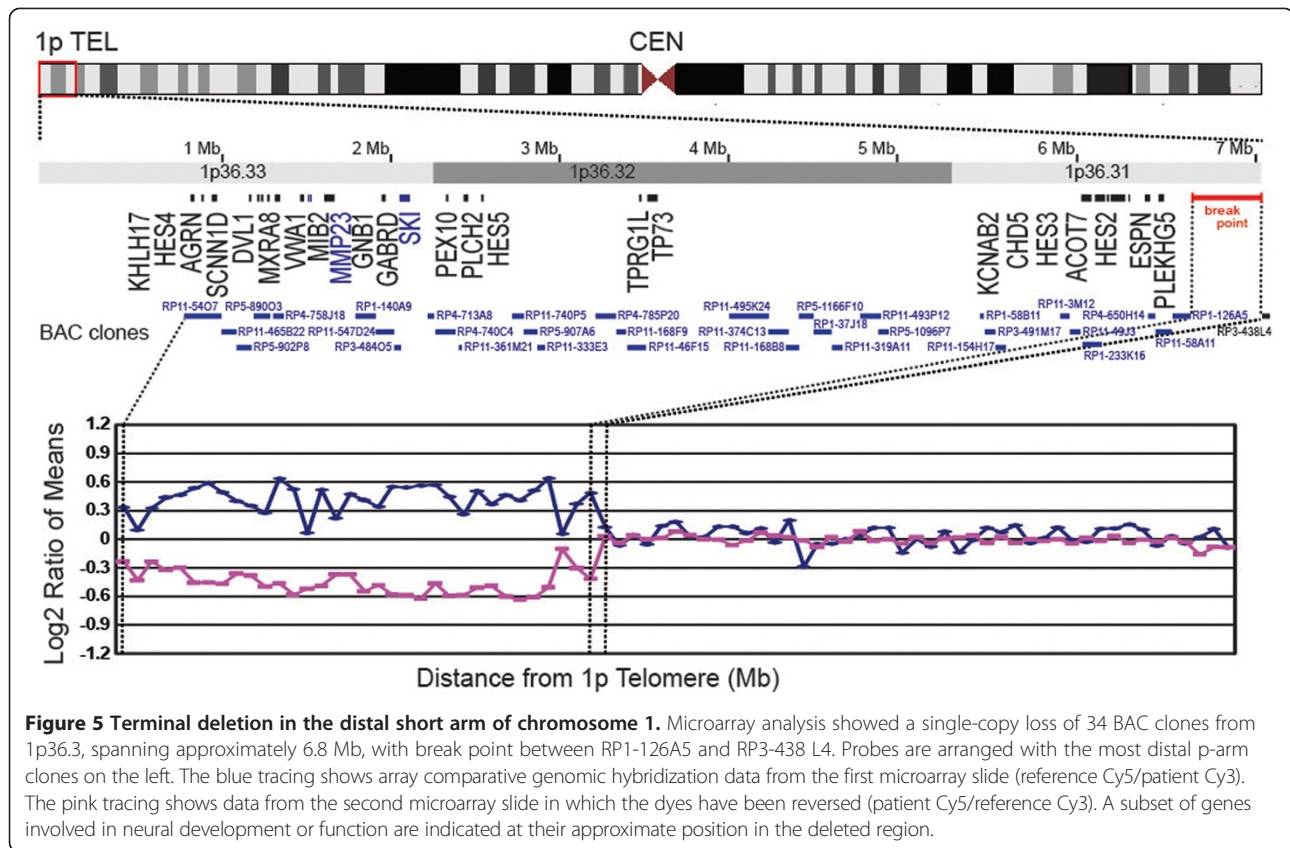 1p TEL
CEN
1 Mb
2 Mb
3 Mb
4 Mb
5 Mb
6 Mb
7 Mb
1p36.33
1p36.32
1p36.31
KHLH17
HES4
AGRN
SCNN1D
DVL1
MXRA8
VWA1
MIB2
MMP23
GNB1
GABRD
SKI
PEX10
PLCH2
HES5
TPRG1L
TP73
KCNAB2
CHD5
HES3
ACOT7
HES2
ESPN
PLEKHG5
break
point
BAC clones
RP11-54O7
RP5-890O3
RP4-758J18
RP1-140A9
RP4-713A8
RP11-740P5
RP4-785P20
RP11-495K24
RP5-1166F10
RP11-493P12
RP1-58B11
RP11-3M12
RP4-650H14
RP1-126A5
RP11-465B22
RP11-547D24
RP4-740C4
RP5-907A6
RP11-168F9
RP11-374C13
RP1-37J18
RP5-1096P7
RP3-491M17
RP11-49J3
RP3-438L4
RP5-902P8
RP3-484O5
RP11-361M21
RP11-333E3
RP11-46F15
RP11-168B8
RP11-319A11
RP11-154H17
RP1-233K16
RP11-58A11
Log2 Ratio of Means
1.2
0.9
0.6
0.3
0
-0.3
-0.6
-0.9
-1.2
Distance from 1p Telomere (Mb)
Figure 5 Terminal deletion in the distal short arm of chromosome 1. Microarray analysis showed a single-copy loss of 34 BAC clones from
1p36.3, spanning approximately 6.8 Mb, with break point between RP1-126A5 and RP3-438 L4. Probes are arranged with the most distal p-arm
clones on the left. The blue tracing shows array comparative genomic hybridization data from the first microarray slide (reference Cy5/patient Cy3).
The pink tracing shows data from the second microarray slide in which the dyes have been reversed (patient Cy5/reference Cy3). A subset of genes
involved in neural development or function are indicated at their approximate position in the deleted region.